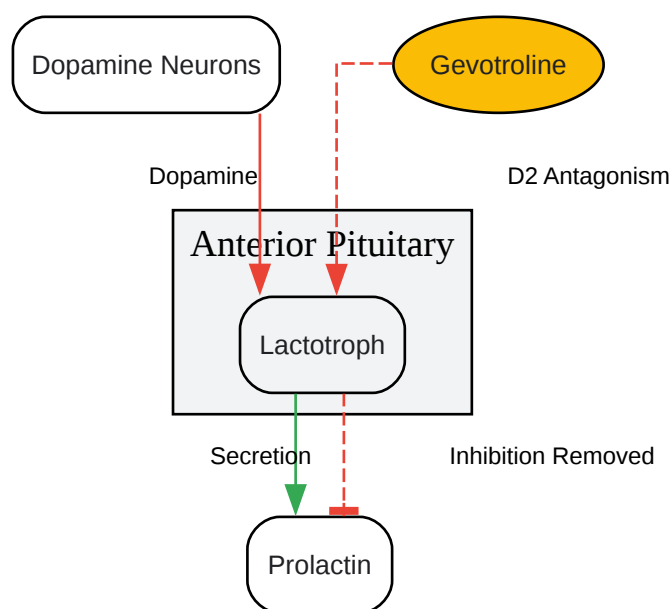 Dopamine Neurons
Gevotroline
Dopamine
D2 Antagonism
Anterior Pituitary
Lactotroph
Secretion
Inhibition Removed
Prolactin